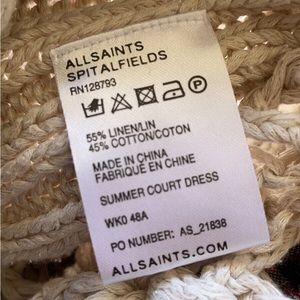 ALLSAINTS
SPITALFIELDS
RN128793
55% LINEN/LIN
45% COTTON/COTON
MADE IN CHINA
FABRIQUÉ EN CHINE
SUMMER COURT DRESS
WK0 48A
PO NUMBER: AS_21838
ALLSAINTS.COM